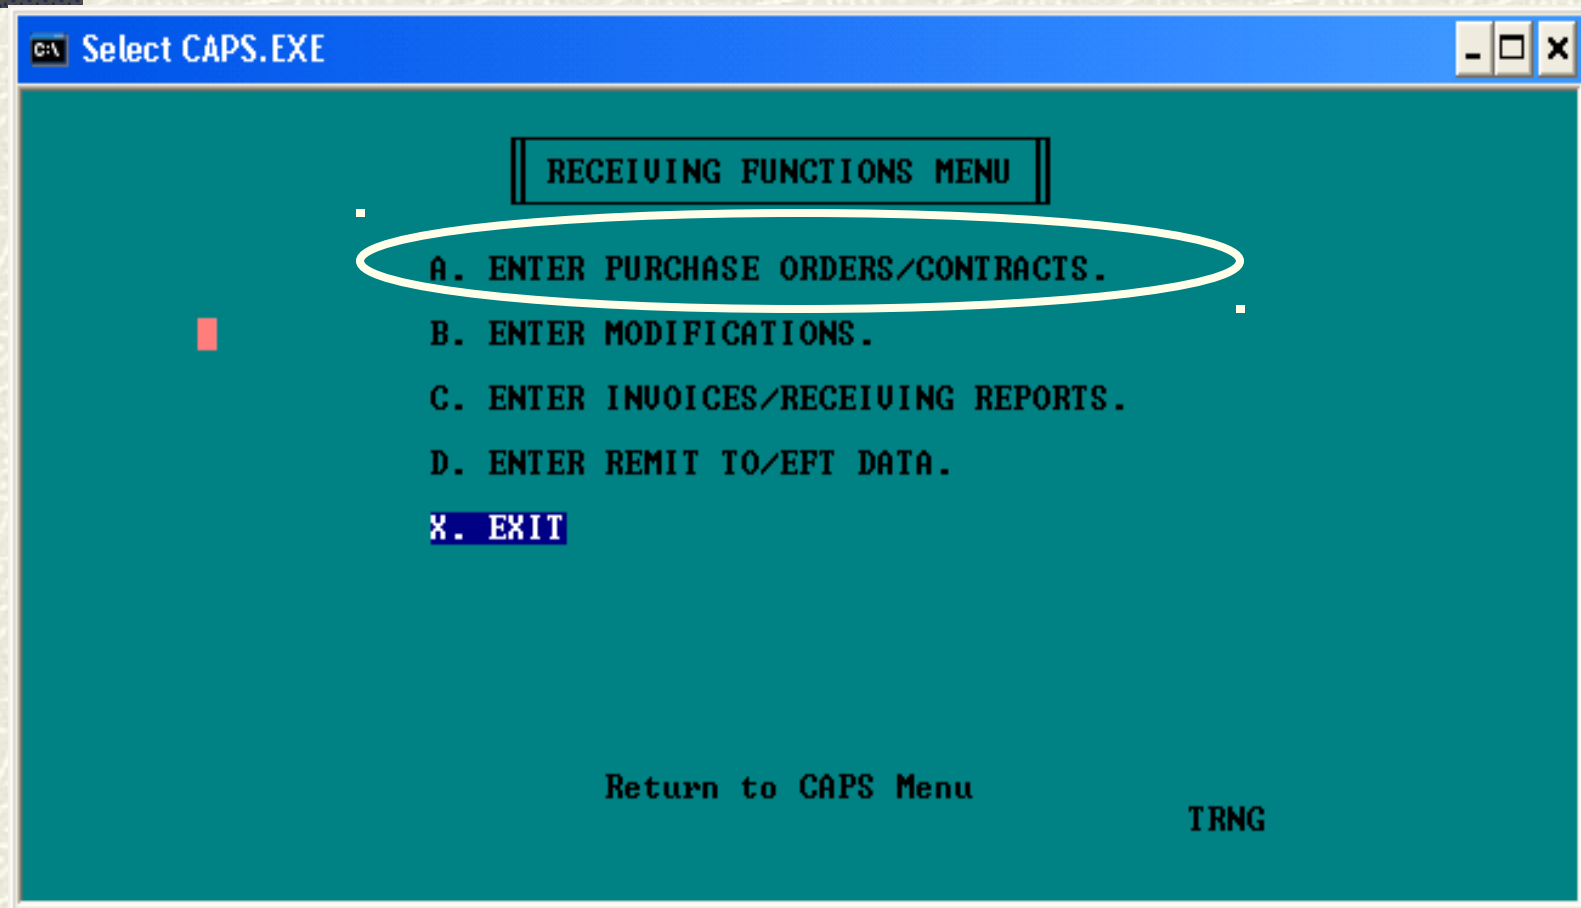 C:\ Select CAPS.EXE
RECEIVING FUNCTIONS MENU
A. ENTER PURCHASE ORDERS/CONTRACTS.
B. ENTER MODIFICATIONS.
C. ENTER INVOICES/RECEIVING REPORTS.
D. ENTER REMIT TO/EFT DATA.
X. EXIT
Return to CAPS Menu
TRNG